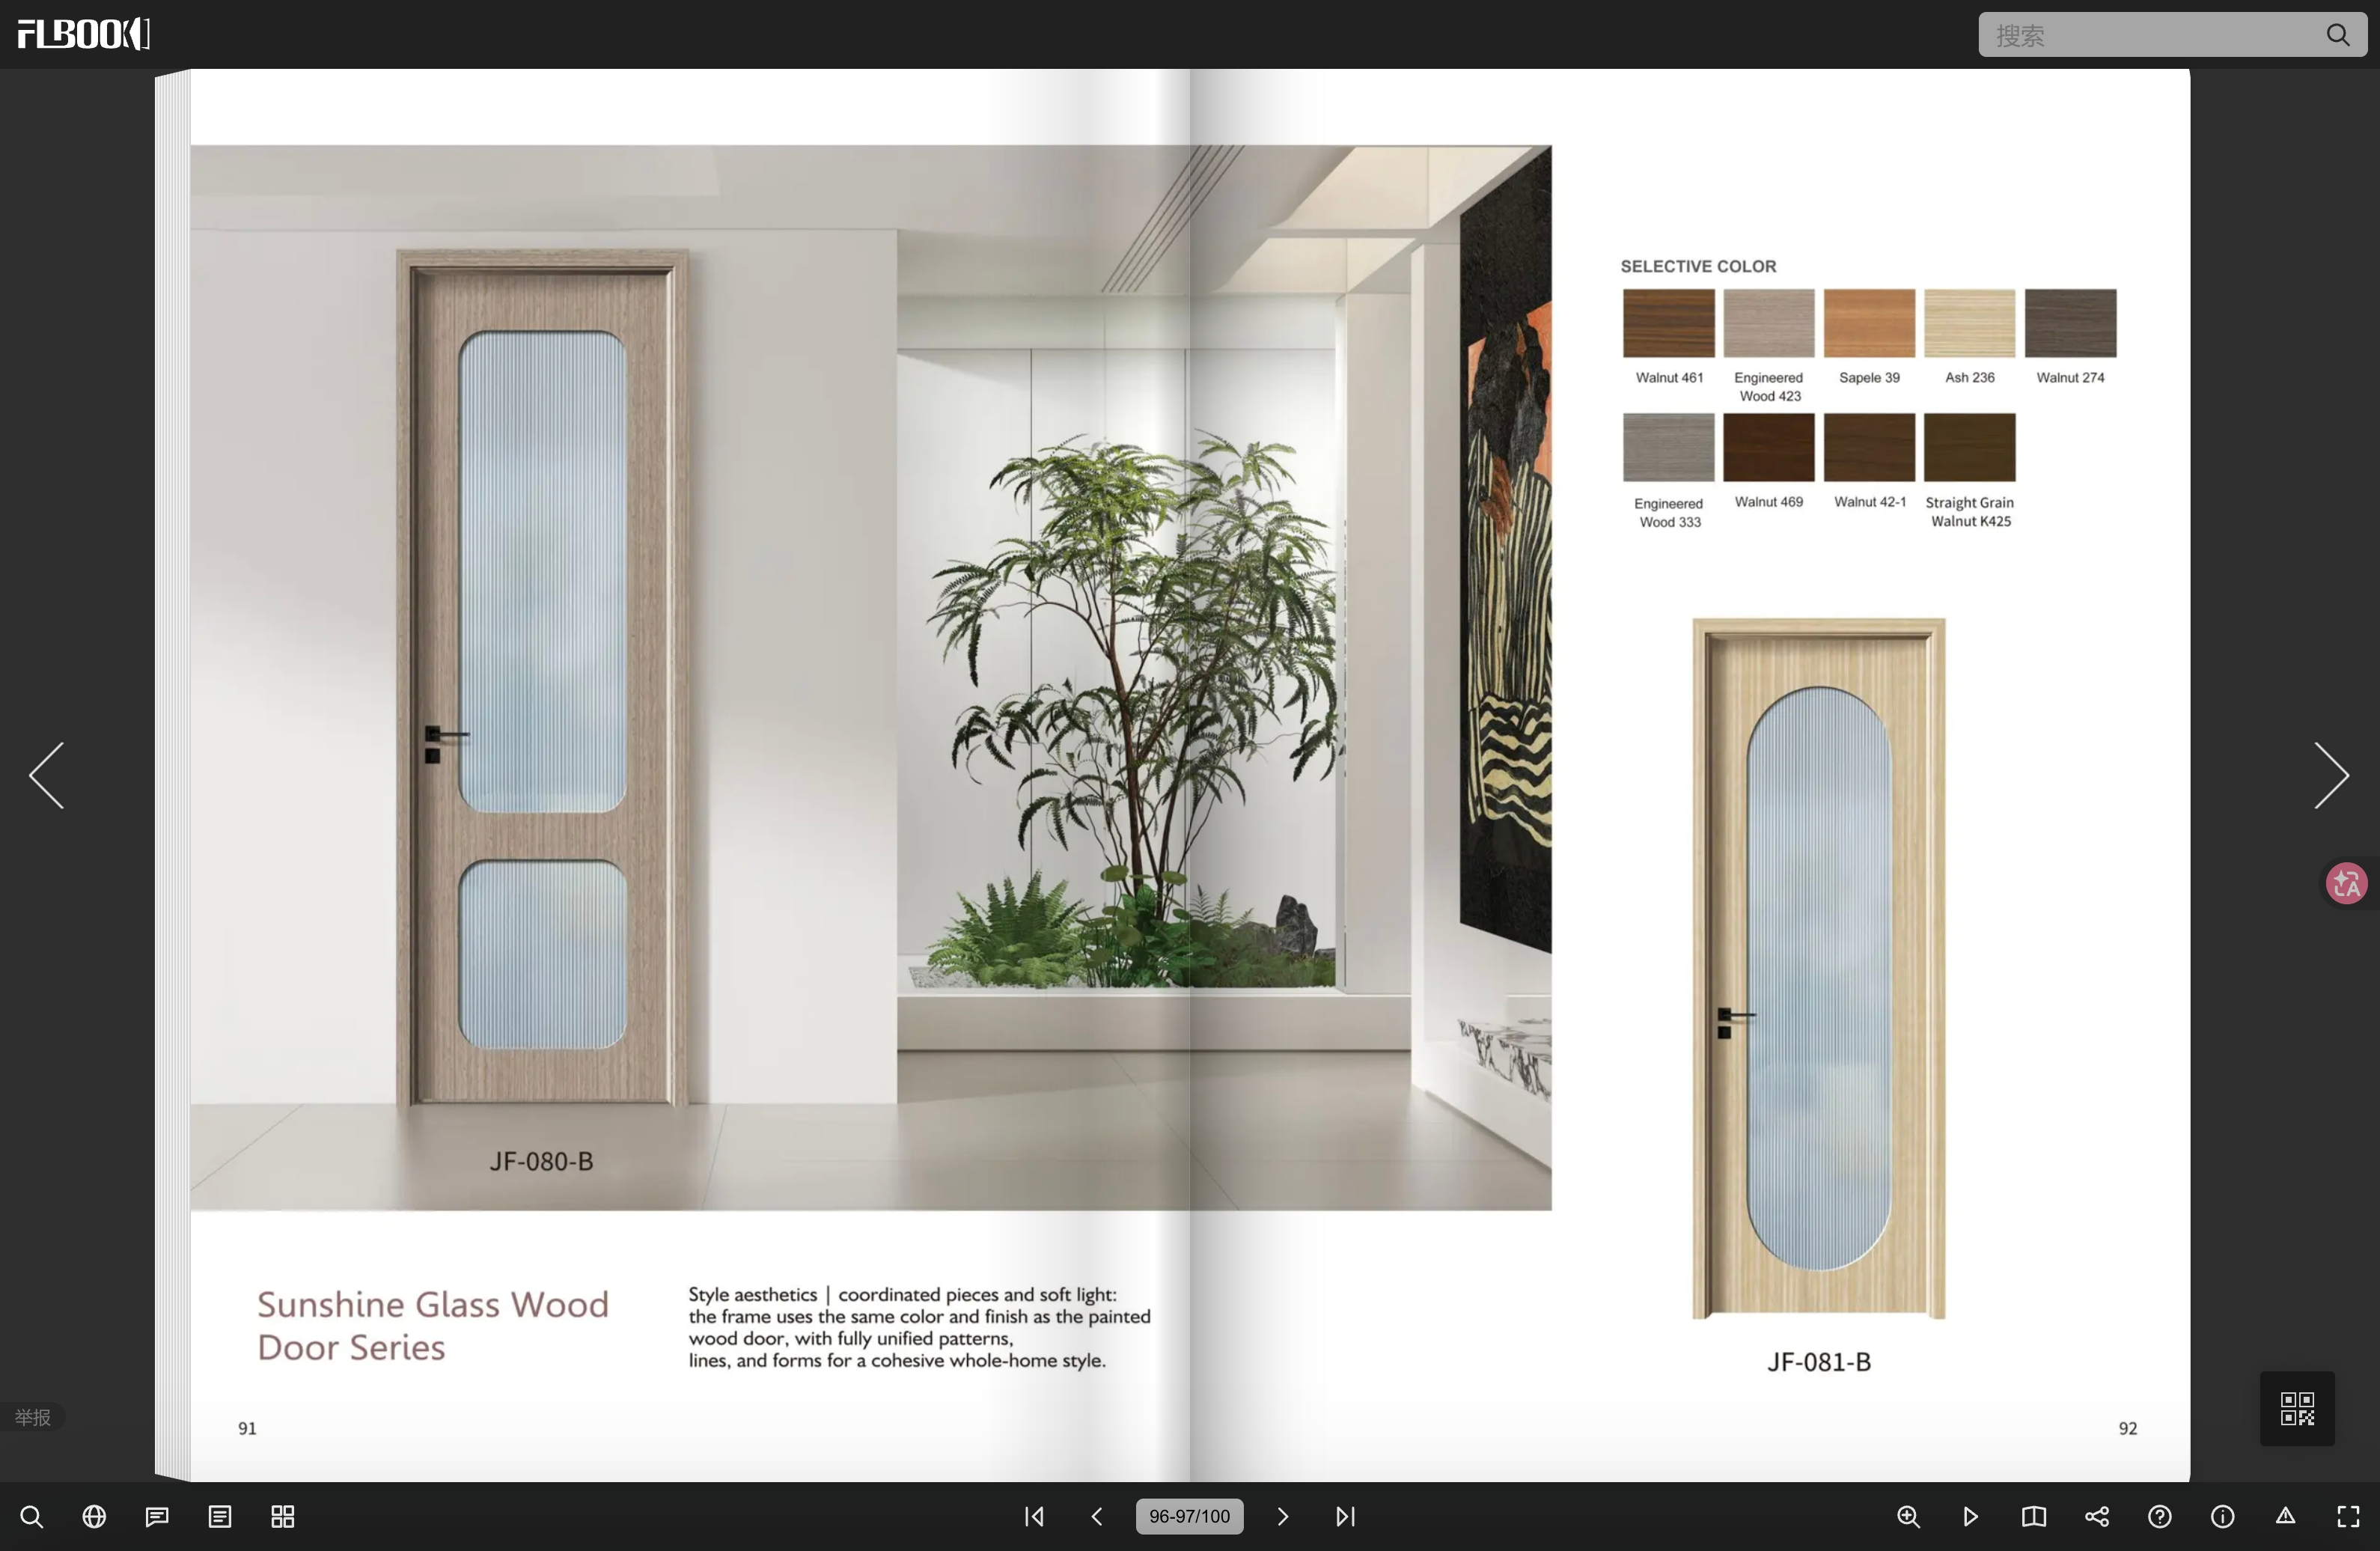 FLBOOK
搜索
SELECTIVE COLOR
Walnut 461
Engineered
Wood 423
Sapele 39
Ash 236
Walnut 274
Engineered
Wood 333
Walnut 469
Walnut 42-1
Straight Grain
Walnut K425
JF-080-B
JF-081-B
Sunshine Glass Wood
Door Series
Style aesthetics | coordinated pieces and soft light:
the frame uses the same color and finish as the painted
wood door, with fully unified patterns,
lines, and forms for a cohesive whole-home style.
举报
91
92
96-97/100